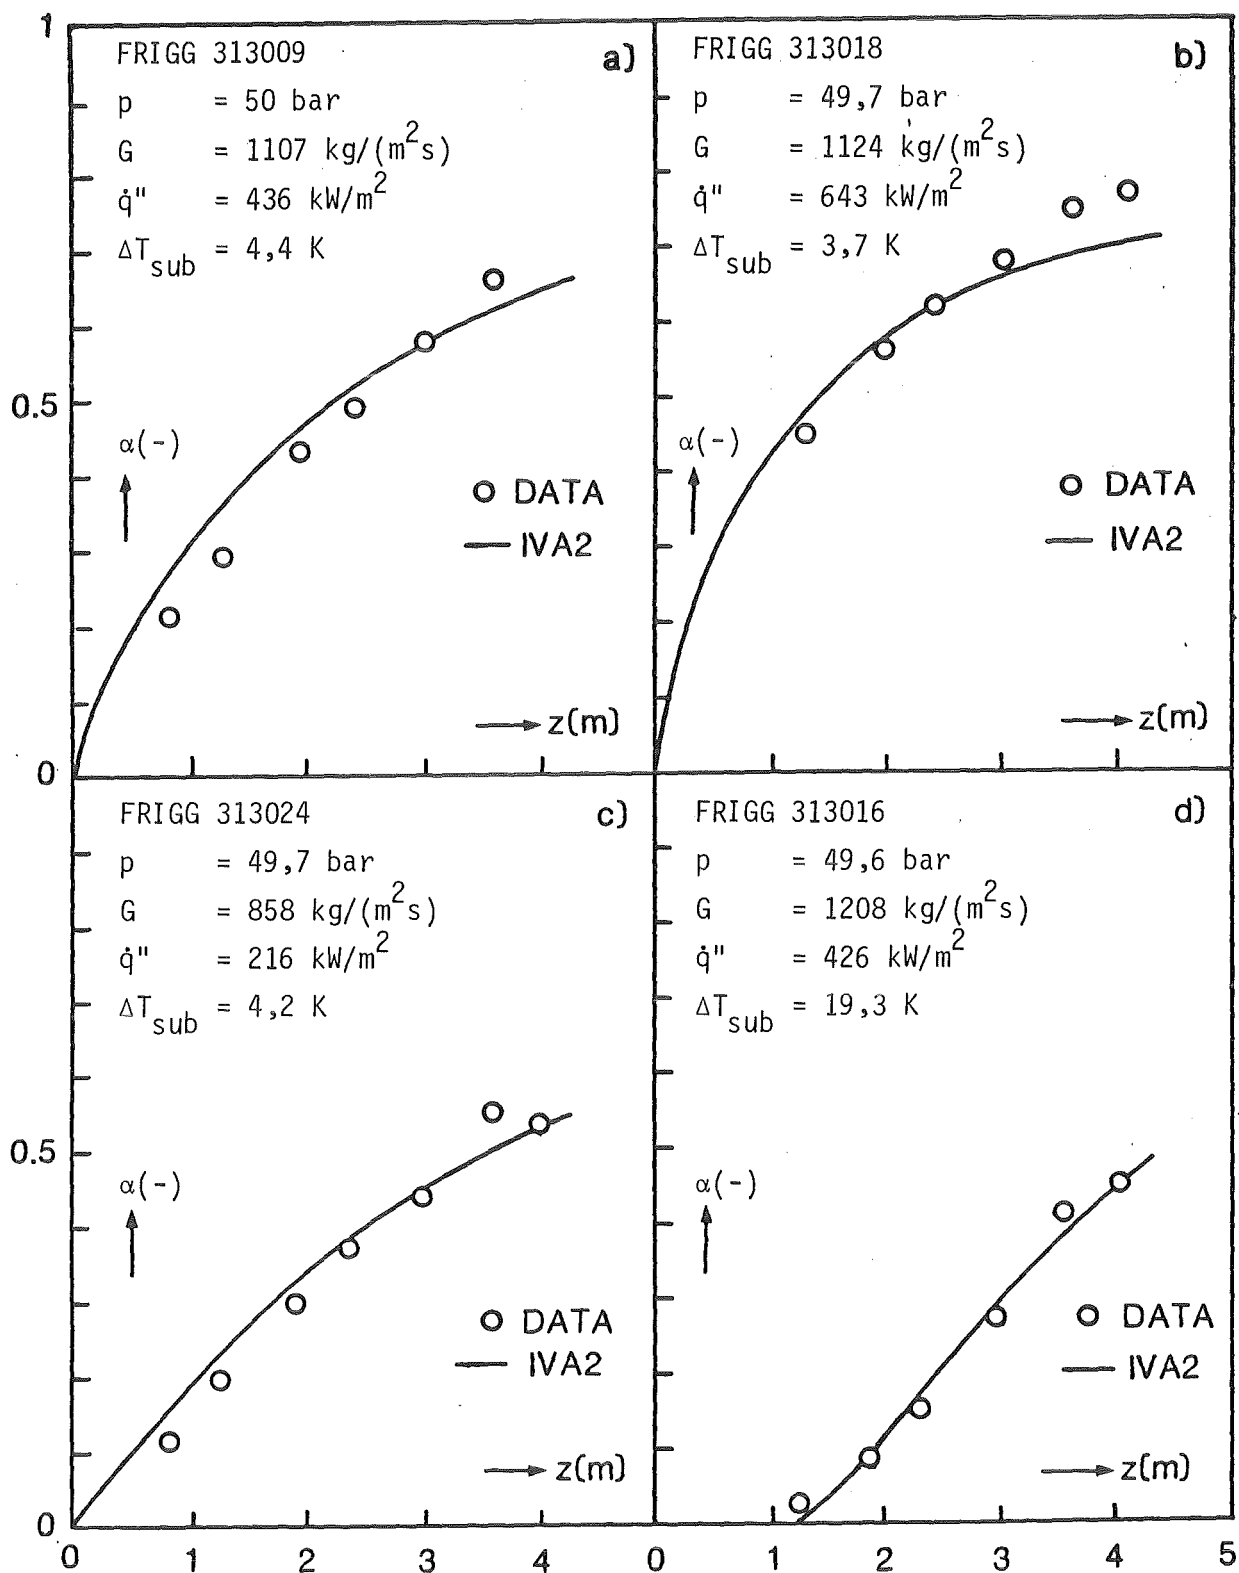 1
FRIGG 313009 a)
p = 50 bar
G = 1107 kg/(m²s)
q̇" = 436 kW/m²
ΔTsub = 4,4 K
0.5
α(-)
DATA
IVA2
z(m)
0
FRIGG 313018 b)
p = 49,7 bar
G = 1124 kg/(m²s)
q̇" = 643 kW/m²
ΔTsub = 3,7 K
α(-)
DATA
IVA2
z(m)
FRIGG 313024 c)
p = 49,7 bar
G = 858 kg/(m²s)
q̇" = 216 kW/m²
ΔTsub = 4,2 K
0.5
α(-)
DATA
IVA2
z(m)
0
0 1 2 3 4
FRIGG 313016 d)
p = 49,6 bar
G = 1208 kg/(m²s)
q̇" = 426 kW/m²
ΔTsub = 19,3 K
α(-)
DATA
IVA2
z(m)
0 1 2 3 4 5